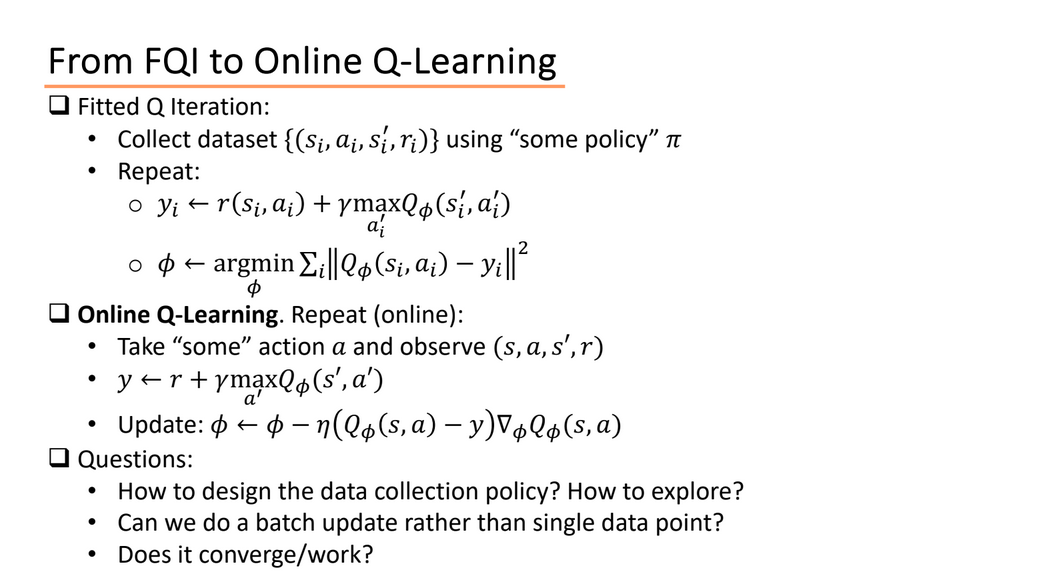 From FQI to Online Q-Learning
❑ Fitted Q Iteration:
• Collect dataset {(sᵢ, aᵢ, sᵢ′, rᵢ)} using “some policy” π
• Repeat:
○ yᵢ ← r(sᵢ, aᵢ) + γ max_{aᵢ′} Q_ϕ(sᵢ′, aᵢ′)
○ ϕ ← argmin_ϕ ∑ᵢ‖Q_ϕ(sᵢ, aᵢ) − yᵢ‖²
❑ Online Q-Learning. Repeat (online):
• Take “some” action a and observe (s, a, s′, r)
• y ← r + γ max_{a′} Q_ϕ(s′, a′)
• Update: ϕ ← ϕ − η(Q_ϕ(s, a) − y)∇_ϕ Q_ϕ(s, a)
❑ Questions:
• How to design the data collection policy? How to explore?
• Can we do a batch update rather than single data point?
• Does it converge/work?